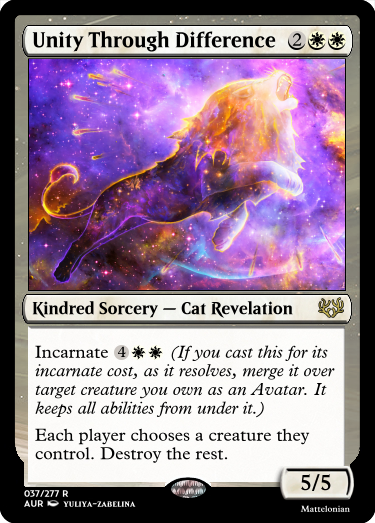 Unity Through Difference 2
Kindred Sorcery — Cat Revelation
Incarnate 4 (If you cast this for its
incarnate cost, as it resolves, merge it over
target creature you own as an Avatar. It
keeps all abilities from under it.)
Each player chooses a creature they
control. Destroy the rest.
5/5
037/277 R
AUR YULIYA-ZABELINA
Mattelonian